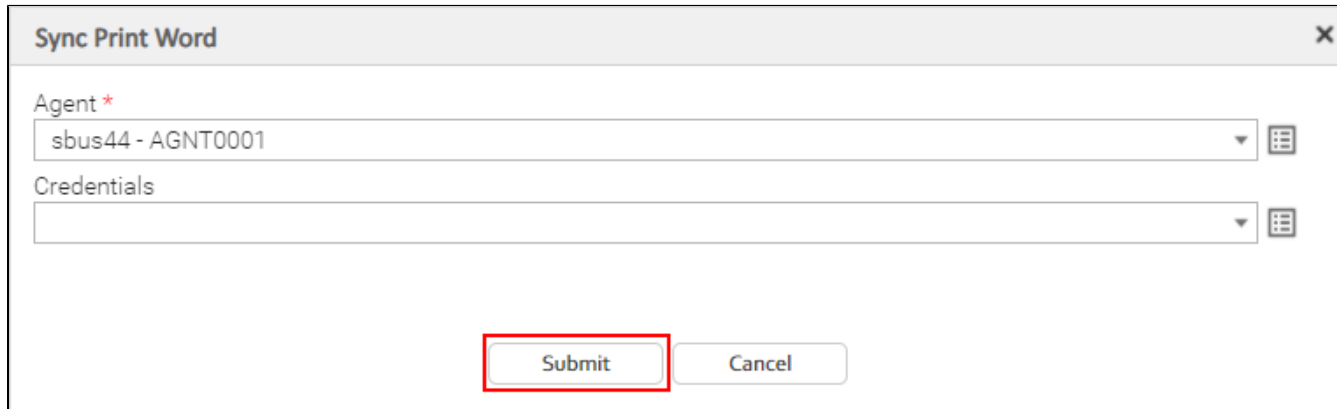 Sync Print Word
Agent *
sbus44 - AGNT0001
Credentials
Submit Cancel